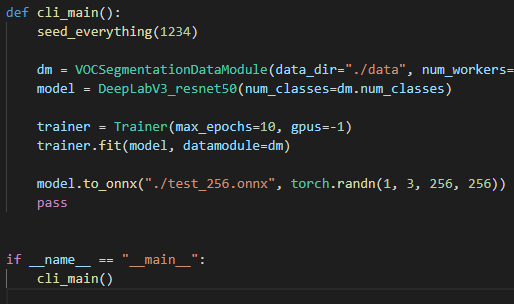 def cli_main():
    seed_everything(1234)
    dm = VOCSegmentationDataModule(data_dir="./data", num_workers=
    model = DeepLabV3_resnet50(num_classes=dm.num_classes)
    trainer = Trainer(max_epochs=10, gpus=-1)
    trainer.fit(model, datamodule=dm)
    model.to_onnx("./test_256.onnx", torch.randn(1, 3, 256, 256))
    pass
if __name__ == "__main__":
    cli_main()